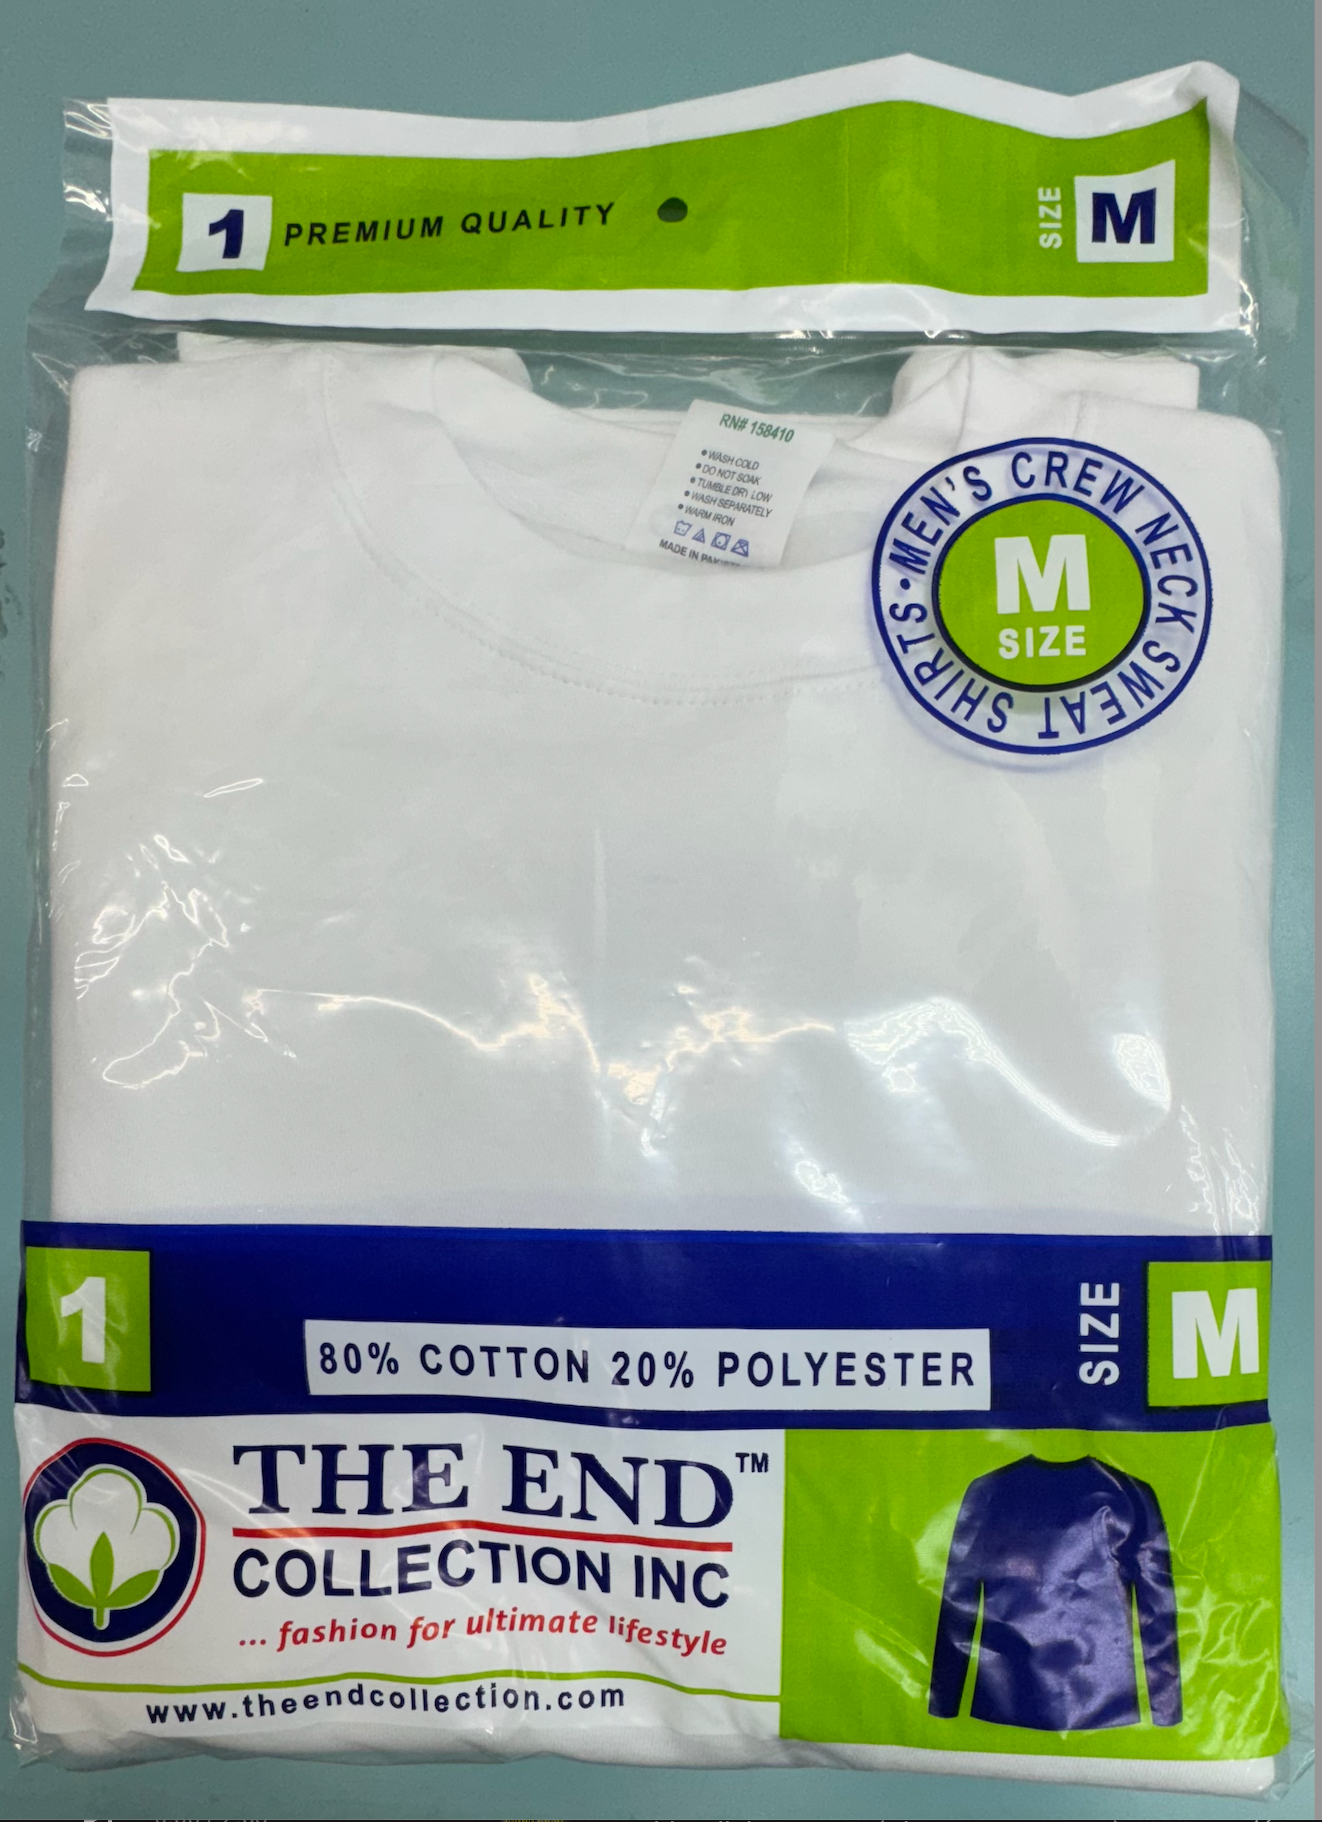 1 PREMIUM QUALITY
SIZE M
RN# 158410
• WASH COLD
• DO NOT SOAK
• TUMBLE DRY LOW
• WASH SEPARATELY
• WARM IRON
MADE IN
• MEN'S CREW NECK SWEAT SHIRTS
M
SIZE
1
80% COTTON 20% POLYESTER
SIZE M
THE END™
COLLECTION INC
... fashion for ultimate lifestyle
www.theendcollection.com